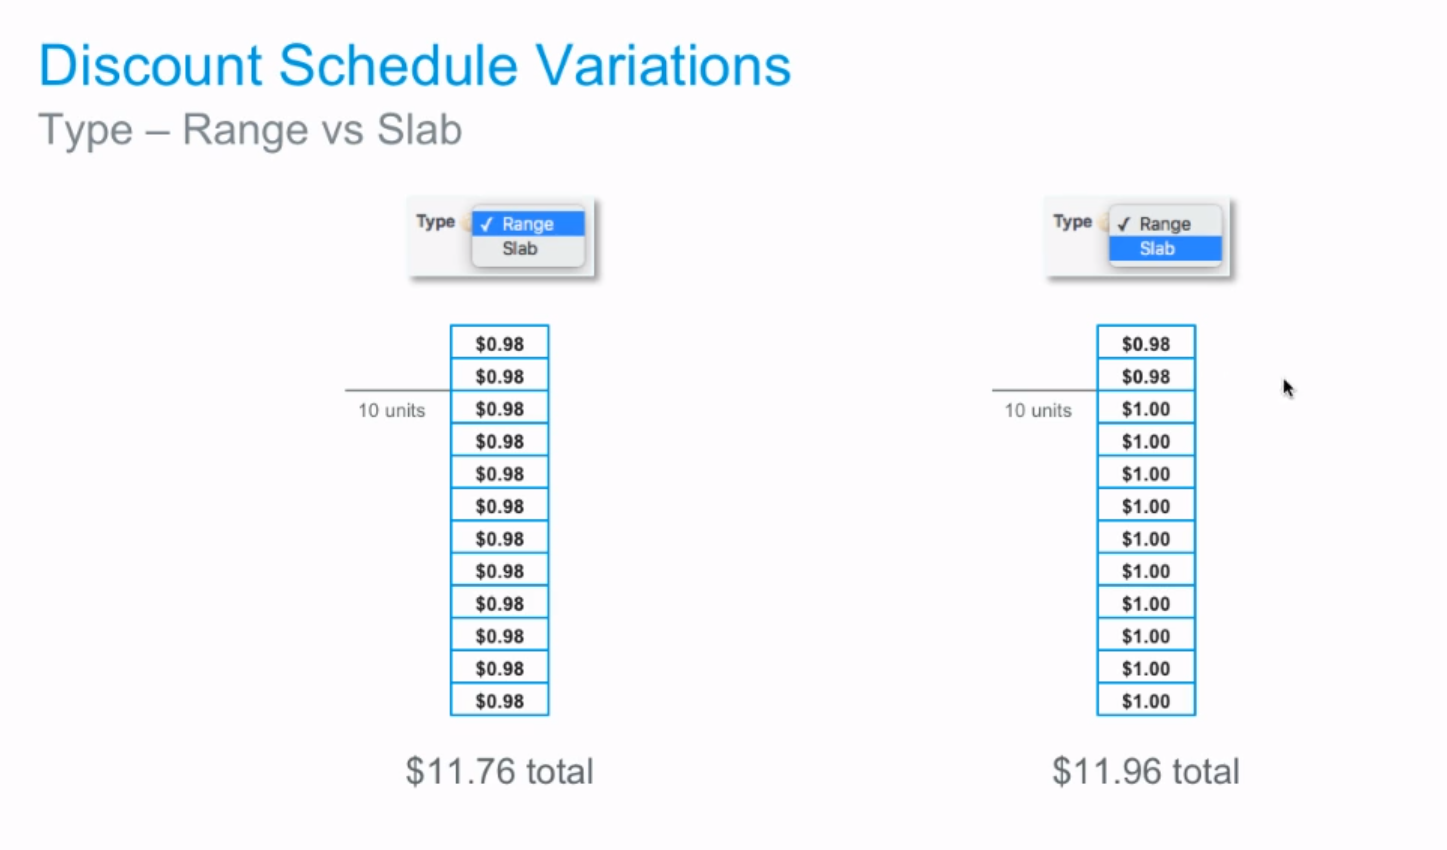 Discount Schedule Variations
Type – Range vs Slab
Type ✓ Range
Slab
$0.98
$0.98
10 units
$0.98
$0.98
$0.98
$0.98
$0.98
$0.98
$0.98
$0.98
$0.98
$0.98
$11.76 total
Type ✓ Range
Slab
$0.98
$0.98
10 units
$1.00
$1.00
$1.00
$1.00
$1.00
$1.00
$1.00
$1.00
$1.00
$1.00
$11.96 total